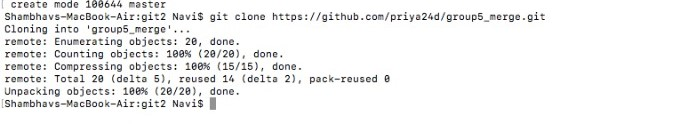 create mode 100644 master
Shambhavs-MacBook-Air:git2 Navi$ git clone https://github.com/priya24d/group5_merge.git
Cloning into 'group5_merge'...
remote: Enumerating objects: 20, done.
remote: Counting objects: 100% (20/20), done.
remote: Compressing objects: 100% (15/15), done.
remote: Total 20 (delta 5), reused 14 (delta 2), pack-reused 0
Unpacking objects: 100% (20/20), done.
Shambhavs-MacBook-Air:git2 Navi$